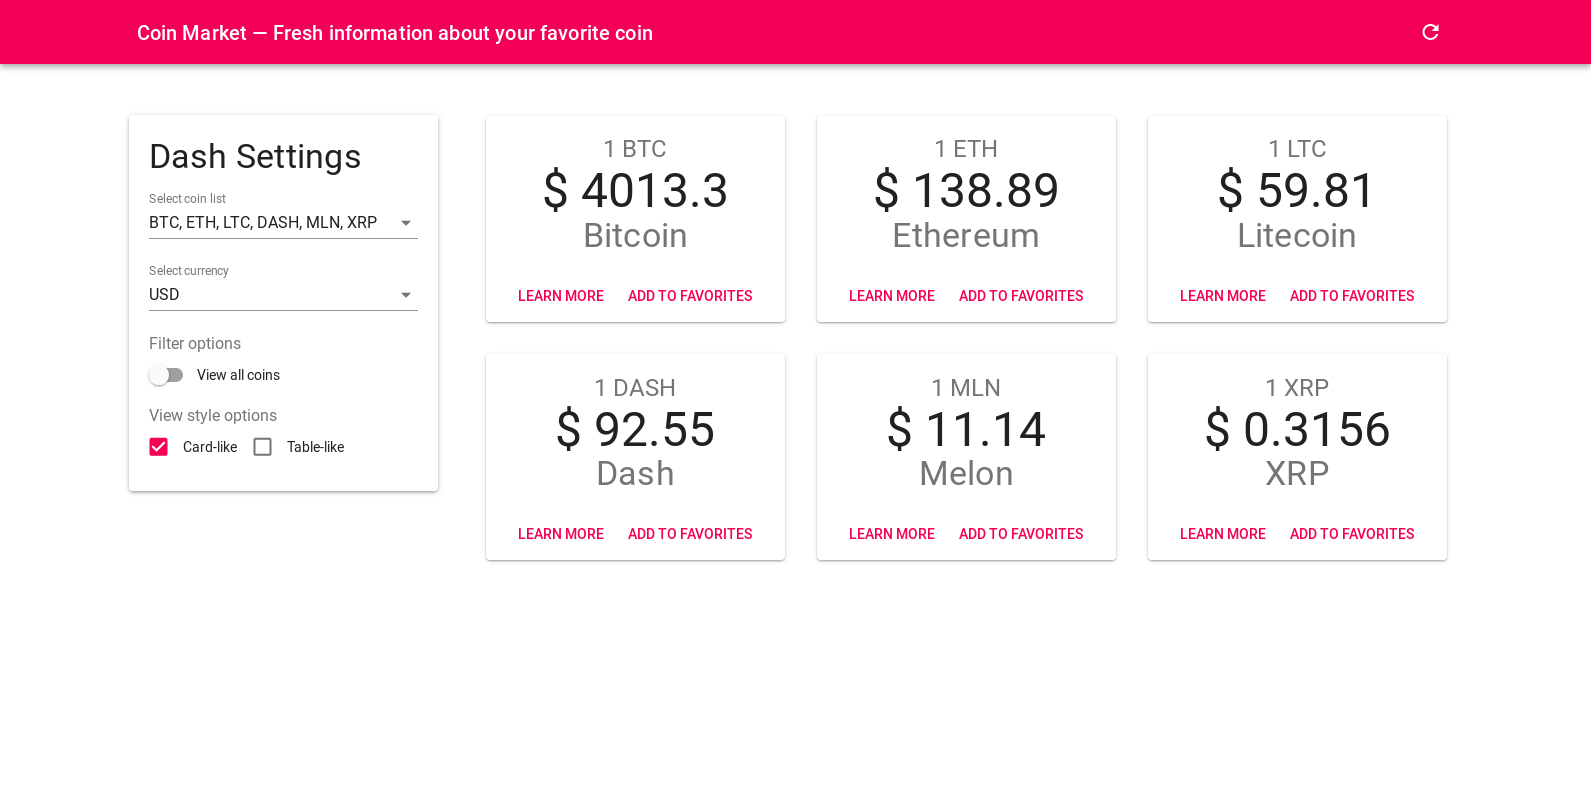 Coin Market — Fresh information about your favorite coin
Dash Settings
Select coin list
BTC, ETH, LTC, DASH, MLN, XRP
Select currency
USD
Filter options
View all coins
View style options
Card-like
Table-like
1 BTC
$ 4013.3
Bitcoin
LEARN MORE ADD TO FAVORITES
1 ETH
$ 138.89
Ethereum
LEARN MORE ADD TO FAVORITES
1 LTC
$ 59.81
Litecoin
LEARN MORE ADD TO FAVORITES
1 DASH
$ 92.55
Dash
LEARN MORE ADD TO FAVORITES
1 MLN
$ 11.14
Melon
LEARN MORE ADD TO FAVORITES
1 XRP
$ 0.3156
XRP
LEARN MORE ADD TO FAVORITES